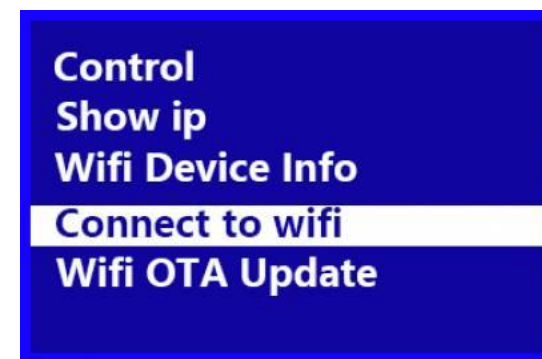 Control
Show ip
Wifi Device Info
Connect to wifi
Wifi OTA Update